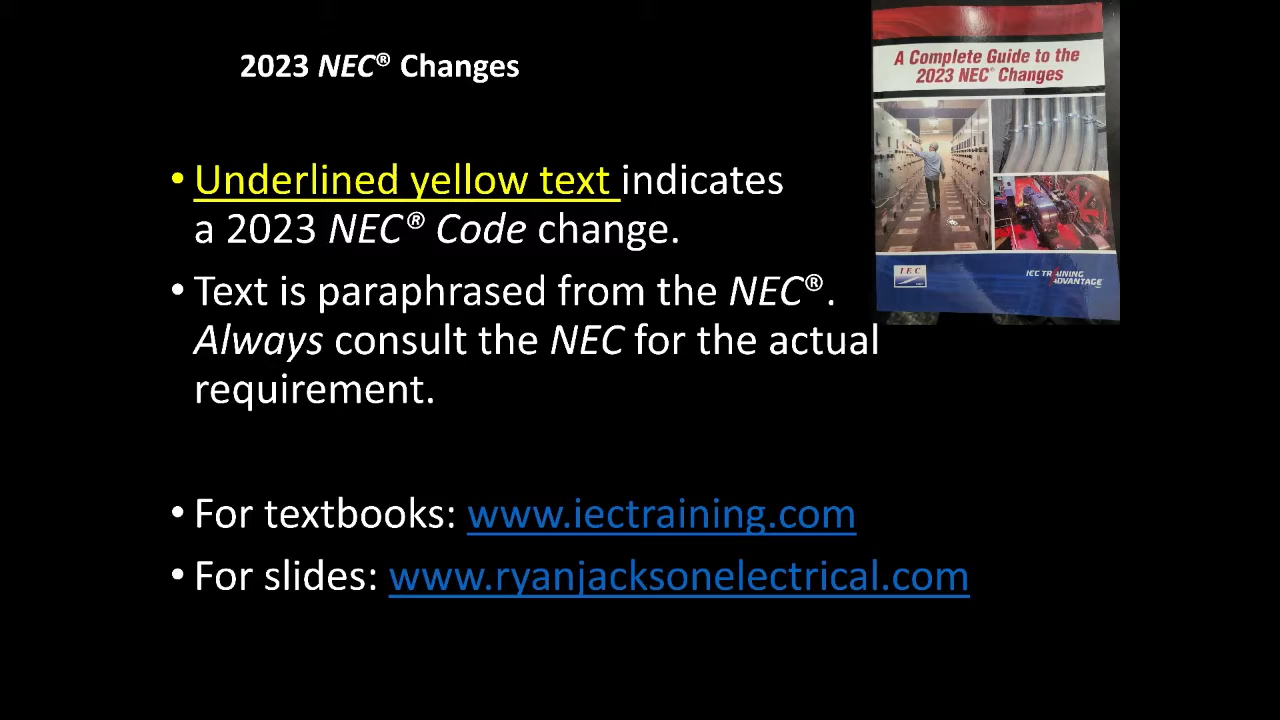 2023 NEC® Changes
A Complete Guide to the
2023 NEC® Changes
• Underlined yellow text indicates
a 2023 NEC® Code change.
• Text is paraphrased from the NEC®.
Always consult the NEC for the actual
requirement.
IEC
IEC TRAINING
ADVANTAGE
• For textbooks: www.iectraining.com
• For slides: www.ryanjacksonelectrical.com